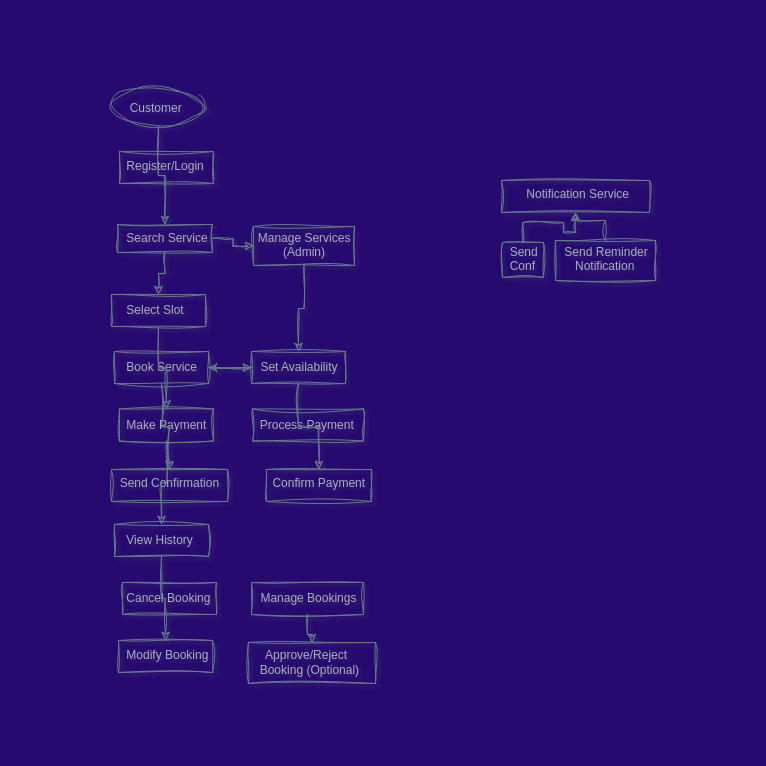 Customer
Register/Login
Search Service
Manage Services
(Admin)
Select Slot
Book Service
Set Availability
Make Payment
Process Payment
Send Confirmation
Confirm Payment
View History
Cancel Booking
Manage Bookings
Modify Booking
Approve/Reject
Booking (Optional)
Notification Service
Send
Conf
Send Reminder
Notification